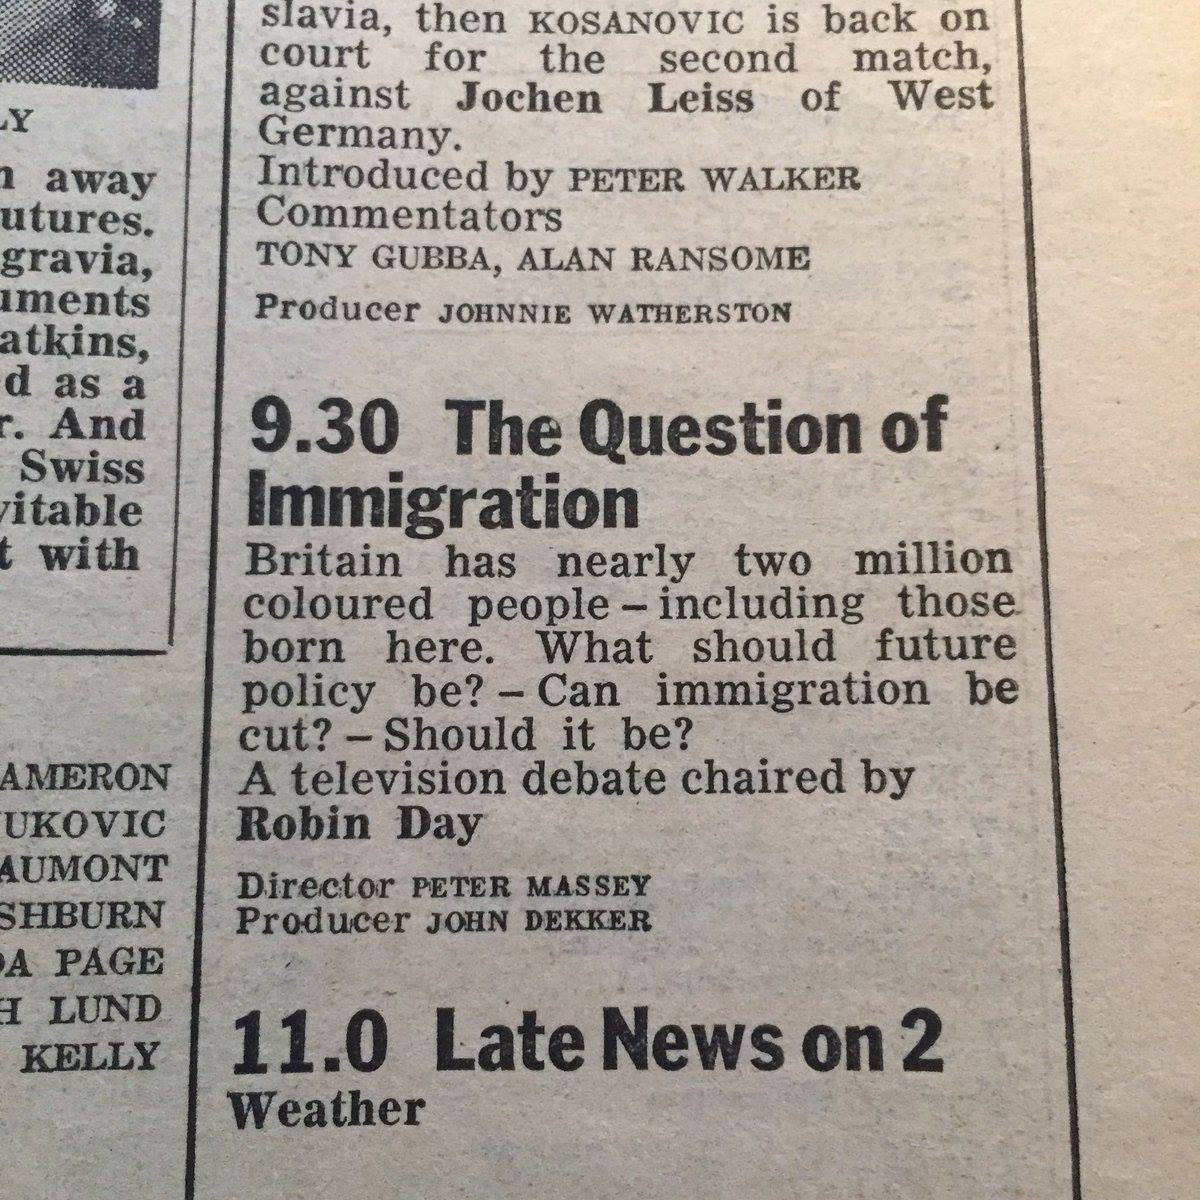 LY
away
utures.
gravia,
uments
atkins,
d as a
r. And
Swiss
vitable
t with
AMERON
UKOVIC
AUMONT
SHBURN
DA PAGE
H LUND
KELLY
slavia, then KOSANOVIC is back on
court for the second match,
against Jochen Leiss of West
Germany.
Introduced by PETER WALKER
Commentators
TONY GUBBA, ALAN RANSOME
Producer JOHNNIE WATHERSTON
9.30 The Question of
Immigration
Britain has nearly two million
coloured people – including those
born here. What should future
policy be? – Can immigration be
cut? – Should it be?
A television debate chaired by
Robin Day
Director PETER MASSEY
Producer JOHN DEKKER
11.0 Late News on 2
Weather